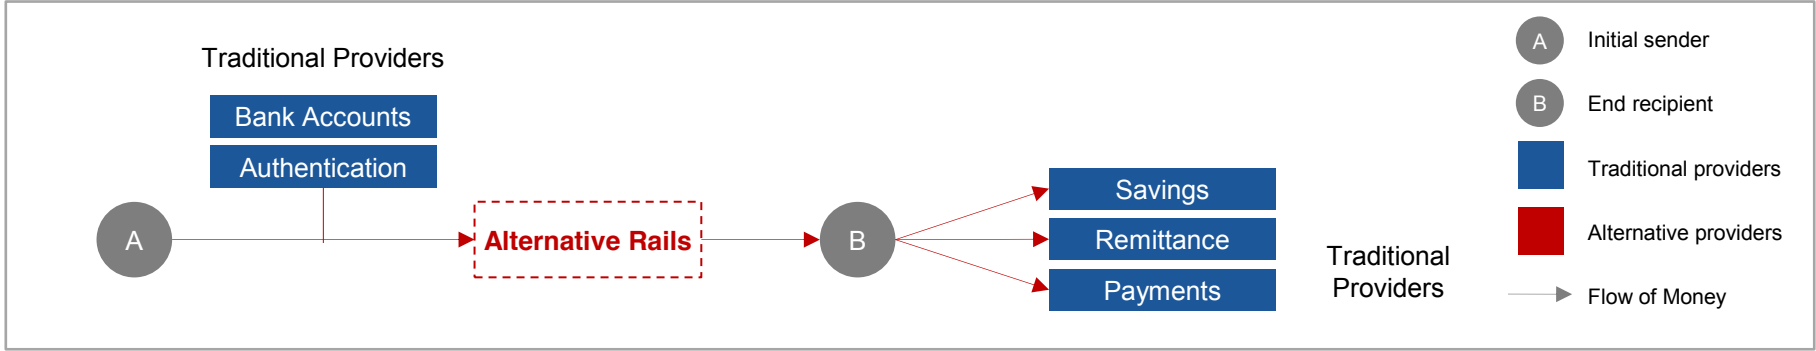 Traditional Providers
Bank Accounts
Authentication
A
Alternative Rails
B
Savings
Remittance
Payments
Traditional
Providers
A Initial sender
B End recipient
Traditional providers
Alternative providers
Flow of Money